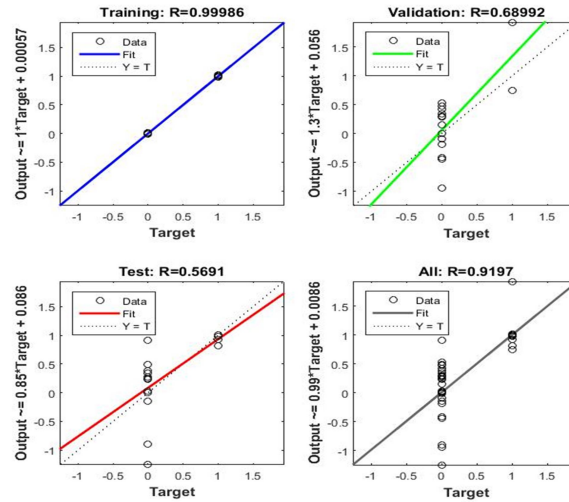 Training: R=0.99986
Output ~= 1*Target + 0.00057
Data
Fit
Y = T
1.5
1
0.5
0
-0.5
-1
-1 -0.5 0 0.5 1 1.5
Target
Validation: R=0.68992
Output ~= 1.3*Target + 0.056
Data
Fit
Y = T
1.5
1
0.5
0
-0.5
-1
-1 -0.5 0 0.5 1 1.5
Target
Test: R=0.5691
Output ~= 0.85*Target + 0.086
Data
Fit
Y = T
1.5
1
0.5
0
-0.5
-1
-1 -0.5 0 0.5 1 1.5
Target
All: R=0.9197
Output ~= 0.99*Target + 0.0086
Data
Fit
Y = T
1.5
1
0.5
0
-0.5
-1
-1 -0.5 0 0.5 1 1.5
Target